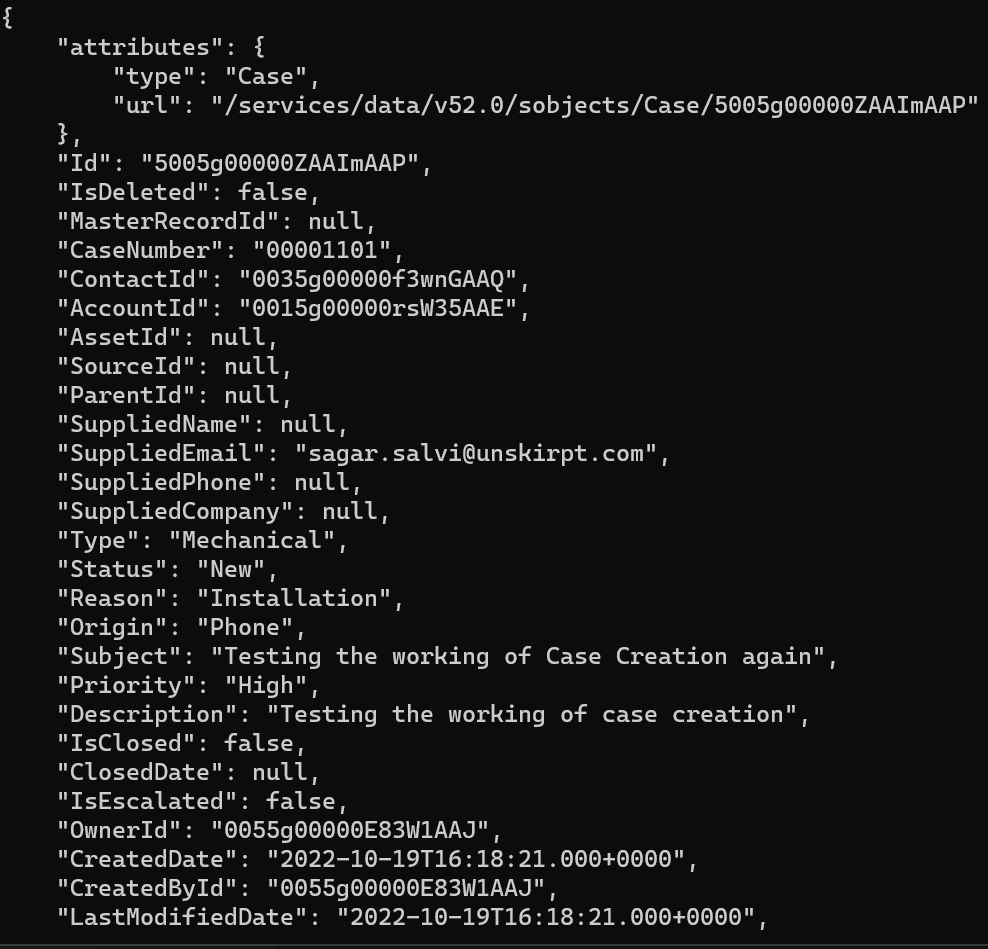 {
    "attributes": {
        "type": "Case",
        "url": "/services/data/v52.0/sobjects/Case/5005g00000ZAAImAAP"
    },
    "Id": "5005g00000ZAAImAAP",
    "IsDeleted": false,
    "MasterRecordId": null,
    "CaseNumber": "00001101",
    "ContactId": "0035g00000f3wnGAAQ",
    "AccountId": "0015g00000rsW35AAE",
    "AssetId": null,
    "SourceId": null,
    "ParentId": null,
    "SuppliedName": null,
    "SuppliedEmail": "sagar.salvi@unskirpt.com",
    "SuppliedPhone": null,
    "SuppliedCompany": null,
    "Type": "Mechanical",
    "Status": "New",
    "Reason": "Installation",
    "Origin": "Phone",
    "Subject": "Testing the working of Case Creation again",
    "Priority": "High",
    "Description": "Testing the working of case creation",
    "IsClosed": false,
    "ClosedDate": null,
    "IsEscalated": false,
    "OwnerId": "0055g00000E83W1AAJ",
    "CreatedDate": "2022-10-19T16:18:21.000+0000",
    "CreatedById": "0055g00000E83W1AAJ",
    "LastModifiedDate": "2022-10-19T16:18:21.000+0000",